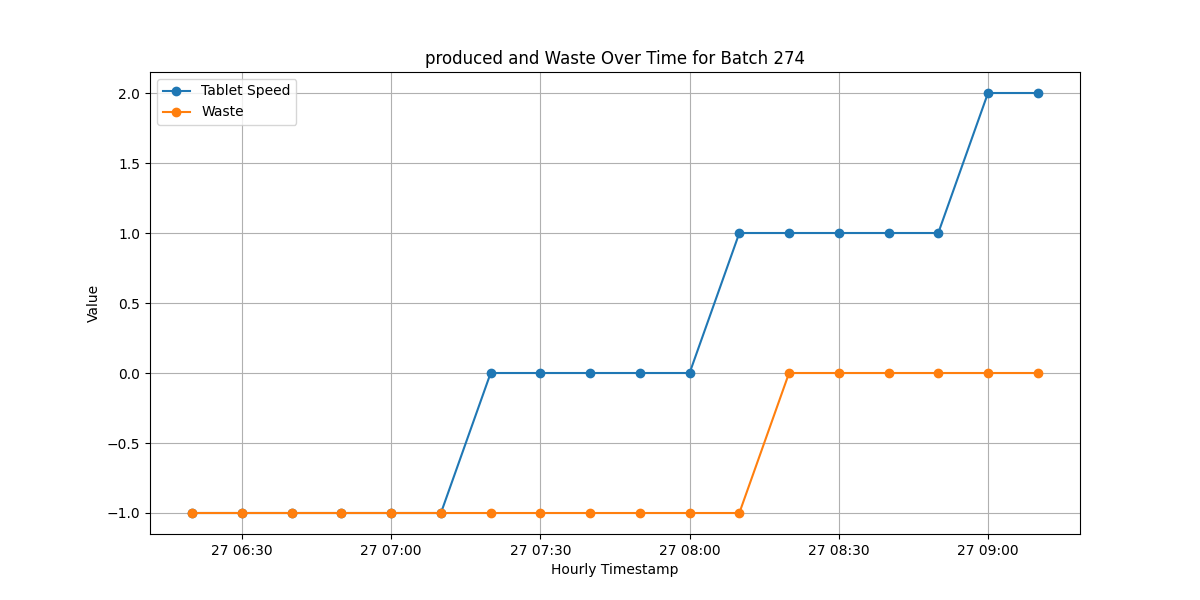 produced and Waste Over Time for Batch 274
Tablet Speed
Waste
2.0
1.5
1.0
0.5
0.0
−0.5
−1.0
Value
27 06:30 27 07:00 27 07:30 27 08:00 27 08:30 27 09:00
Hourly Timestamp